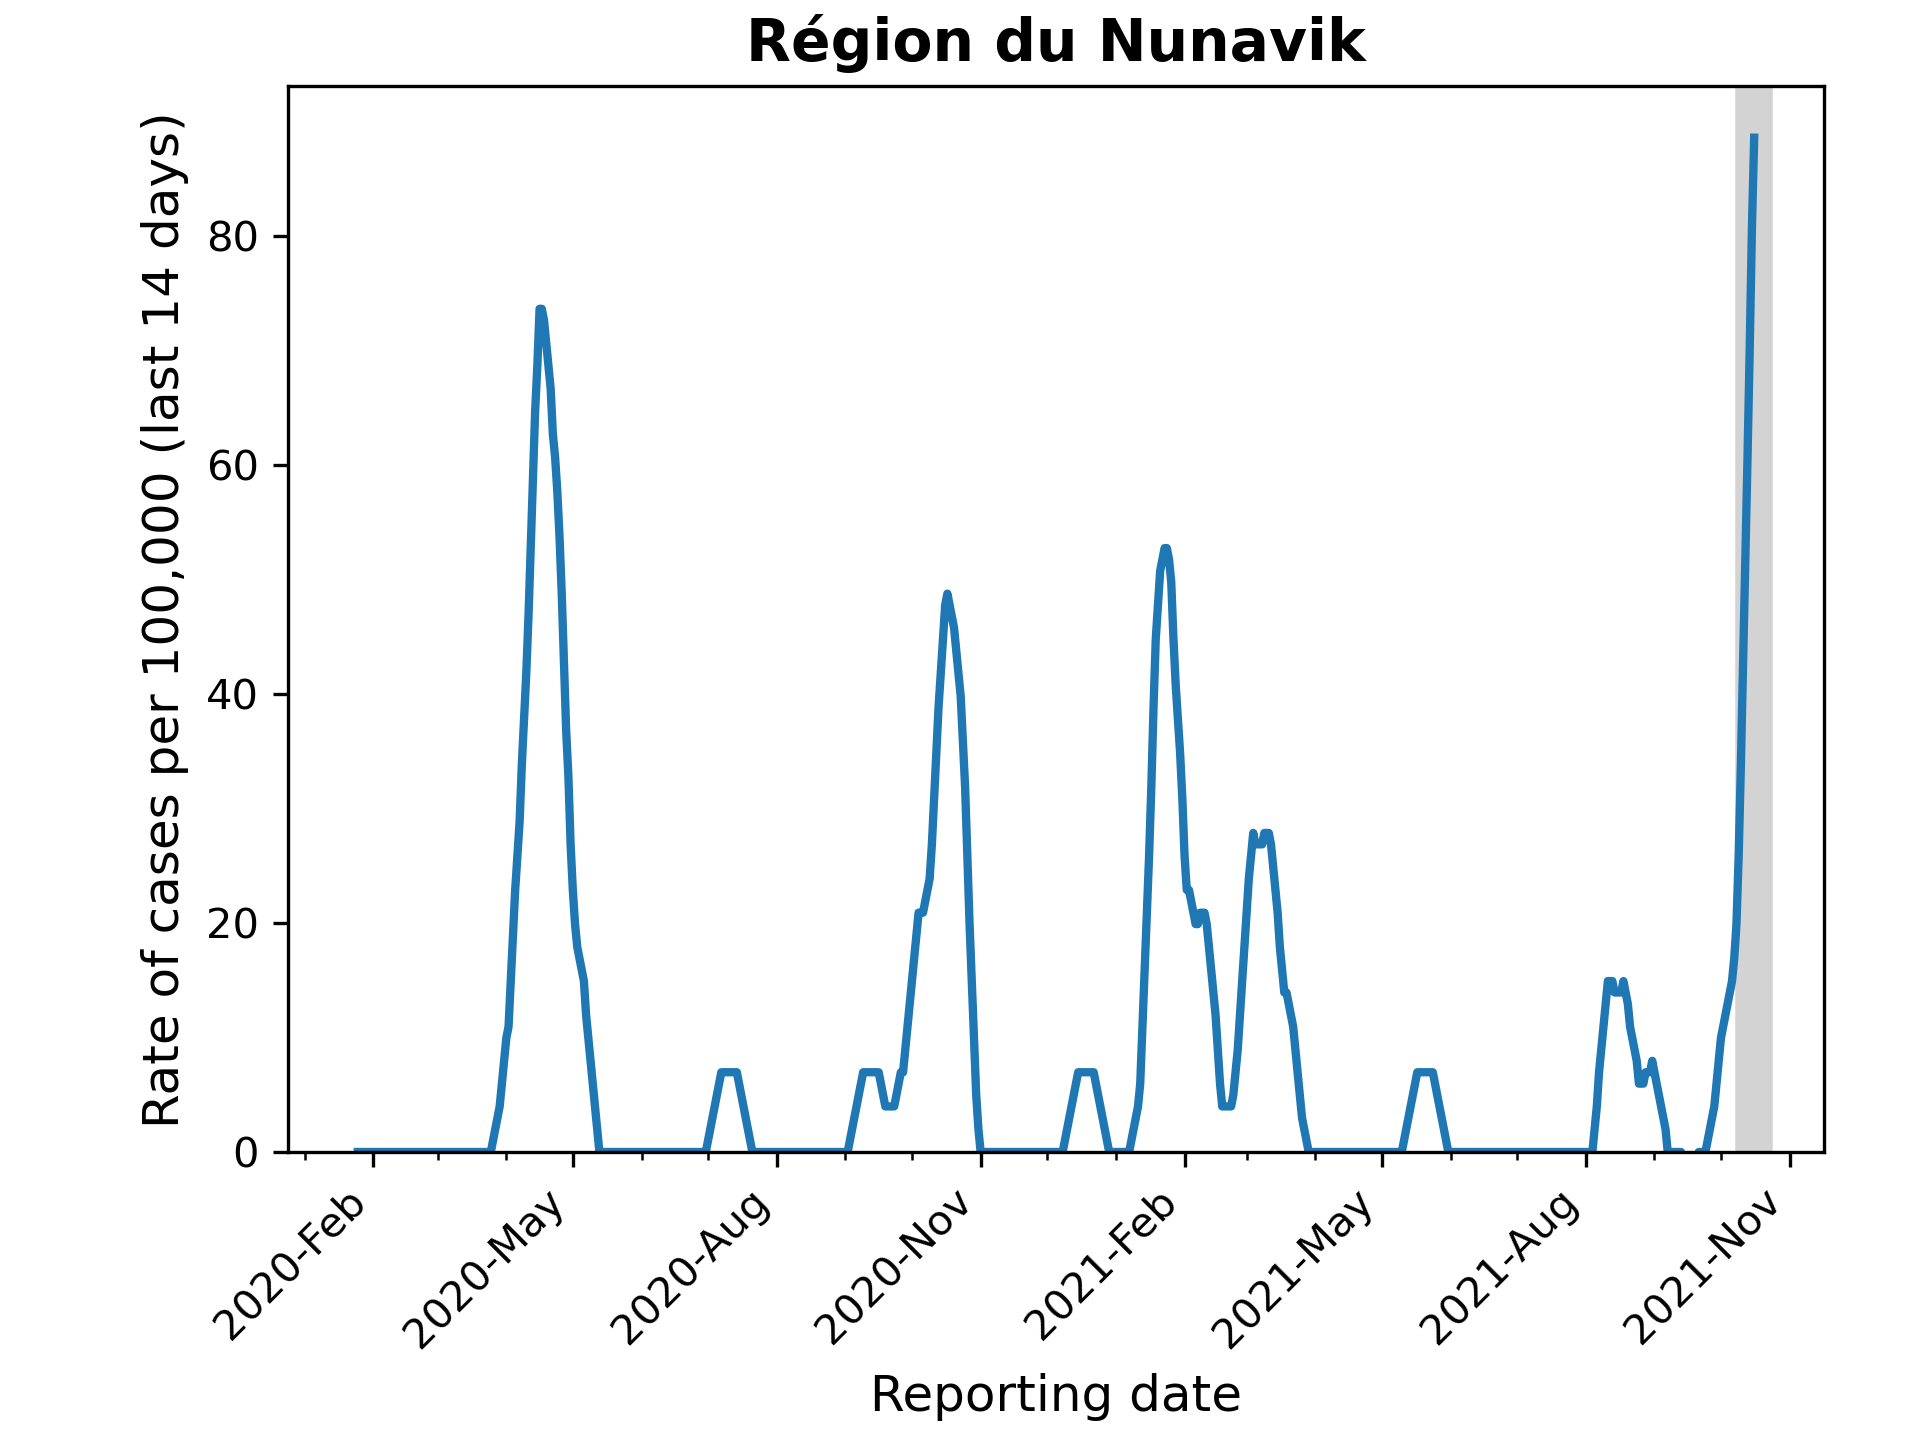 Région du Nunavik
Rate of cases per 100,000 (last 14 days)
80
60
40
20
0
2020-Feb
2020-May
2020-Aug
2020-Nov
2021-Feb
2021-May
2021-Aug
2021-Nov
Reporting date